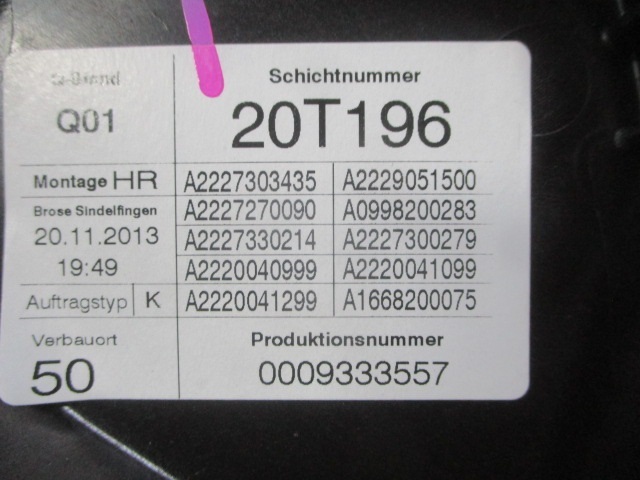 Schichtnummer
Q01
20T196
Montage HR A2227303435 A2229051500
Brose Sindelfingen A2227270090 A0998200283
20.11.2013 A2227330214 A2227300279
19:49 A2220040999 A2220041099
Auftragstyp K A2220041299 A1668200075
Verbauort Produktionsnummer
50 0009333557